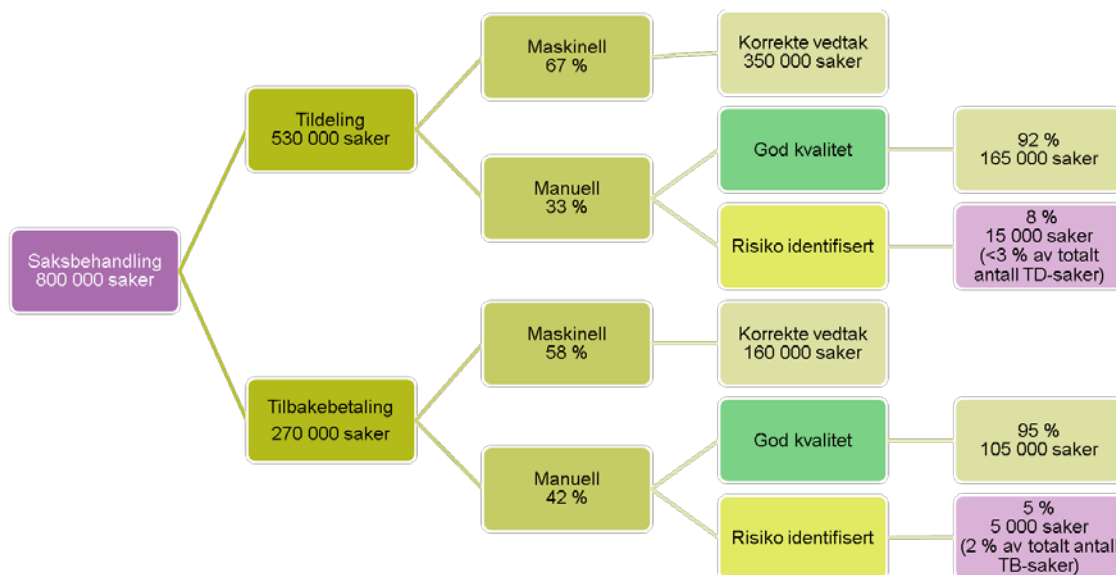 Saksbehandling
800 000 saker
Tildeling
530 000 saker
Maskinell
67 %
Korrekte vedtak
350 000 saker
Manuell
33 %
God kvalitet
92 %
165 000 saker
Risiko identifisert
8 %
15 000 saker
(<3 % av totalt
antall TD-saker)
Tilbakebetaling
270 000 saker
Maskinell
58 %
Korrekte vedtak
160 000 saker
Manuell
42 %
God kvalitet
95 %
105 000 saker
Risiko identifisert
5 %
5 000 saker
(2 % av totalt antall
TB-saker)